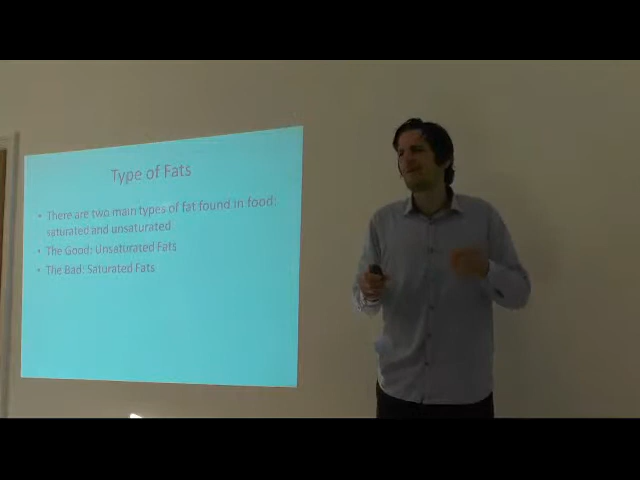 Type of Fats
• There are two main types of fat found in food:
saturated and unsaturated
• The Good: Unsaturated Fats
• The Bad: Saturated Fats